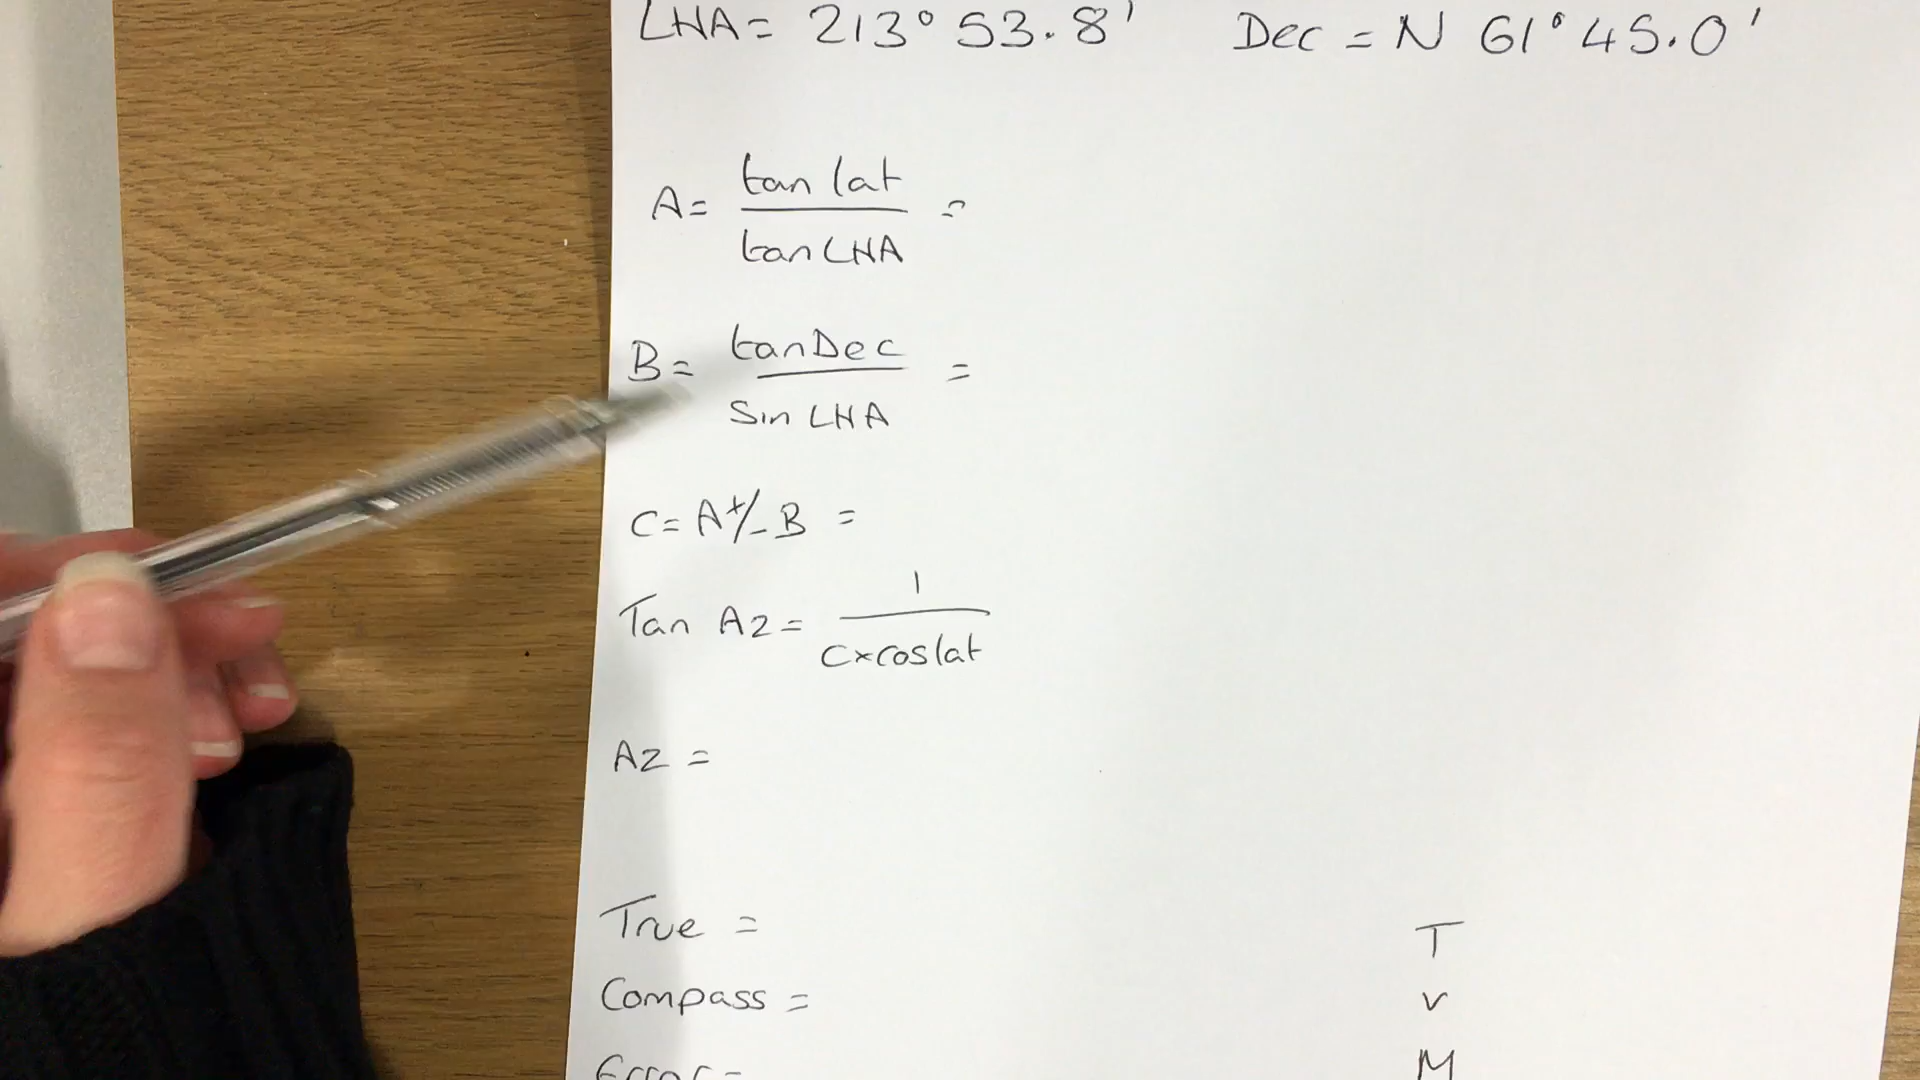 LHA = 213° 53.8' Dec = N 61° 45.0'
A = tan lat / tan LHA =
B = tan Dec / Sin LHA =
C = A +/- B =
Tan Az = 1 / C x cos lat
Az =
True = T
Compass = V
Error = M